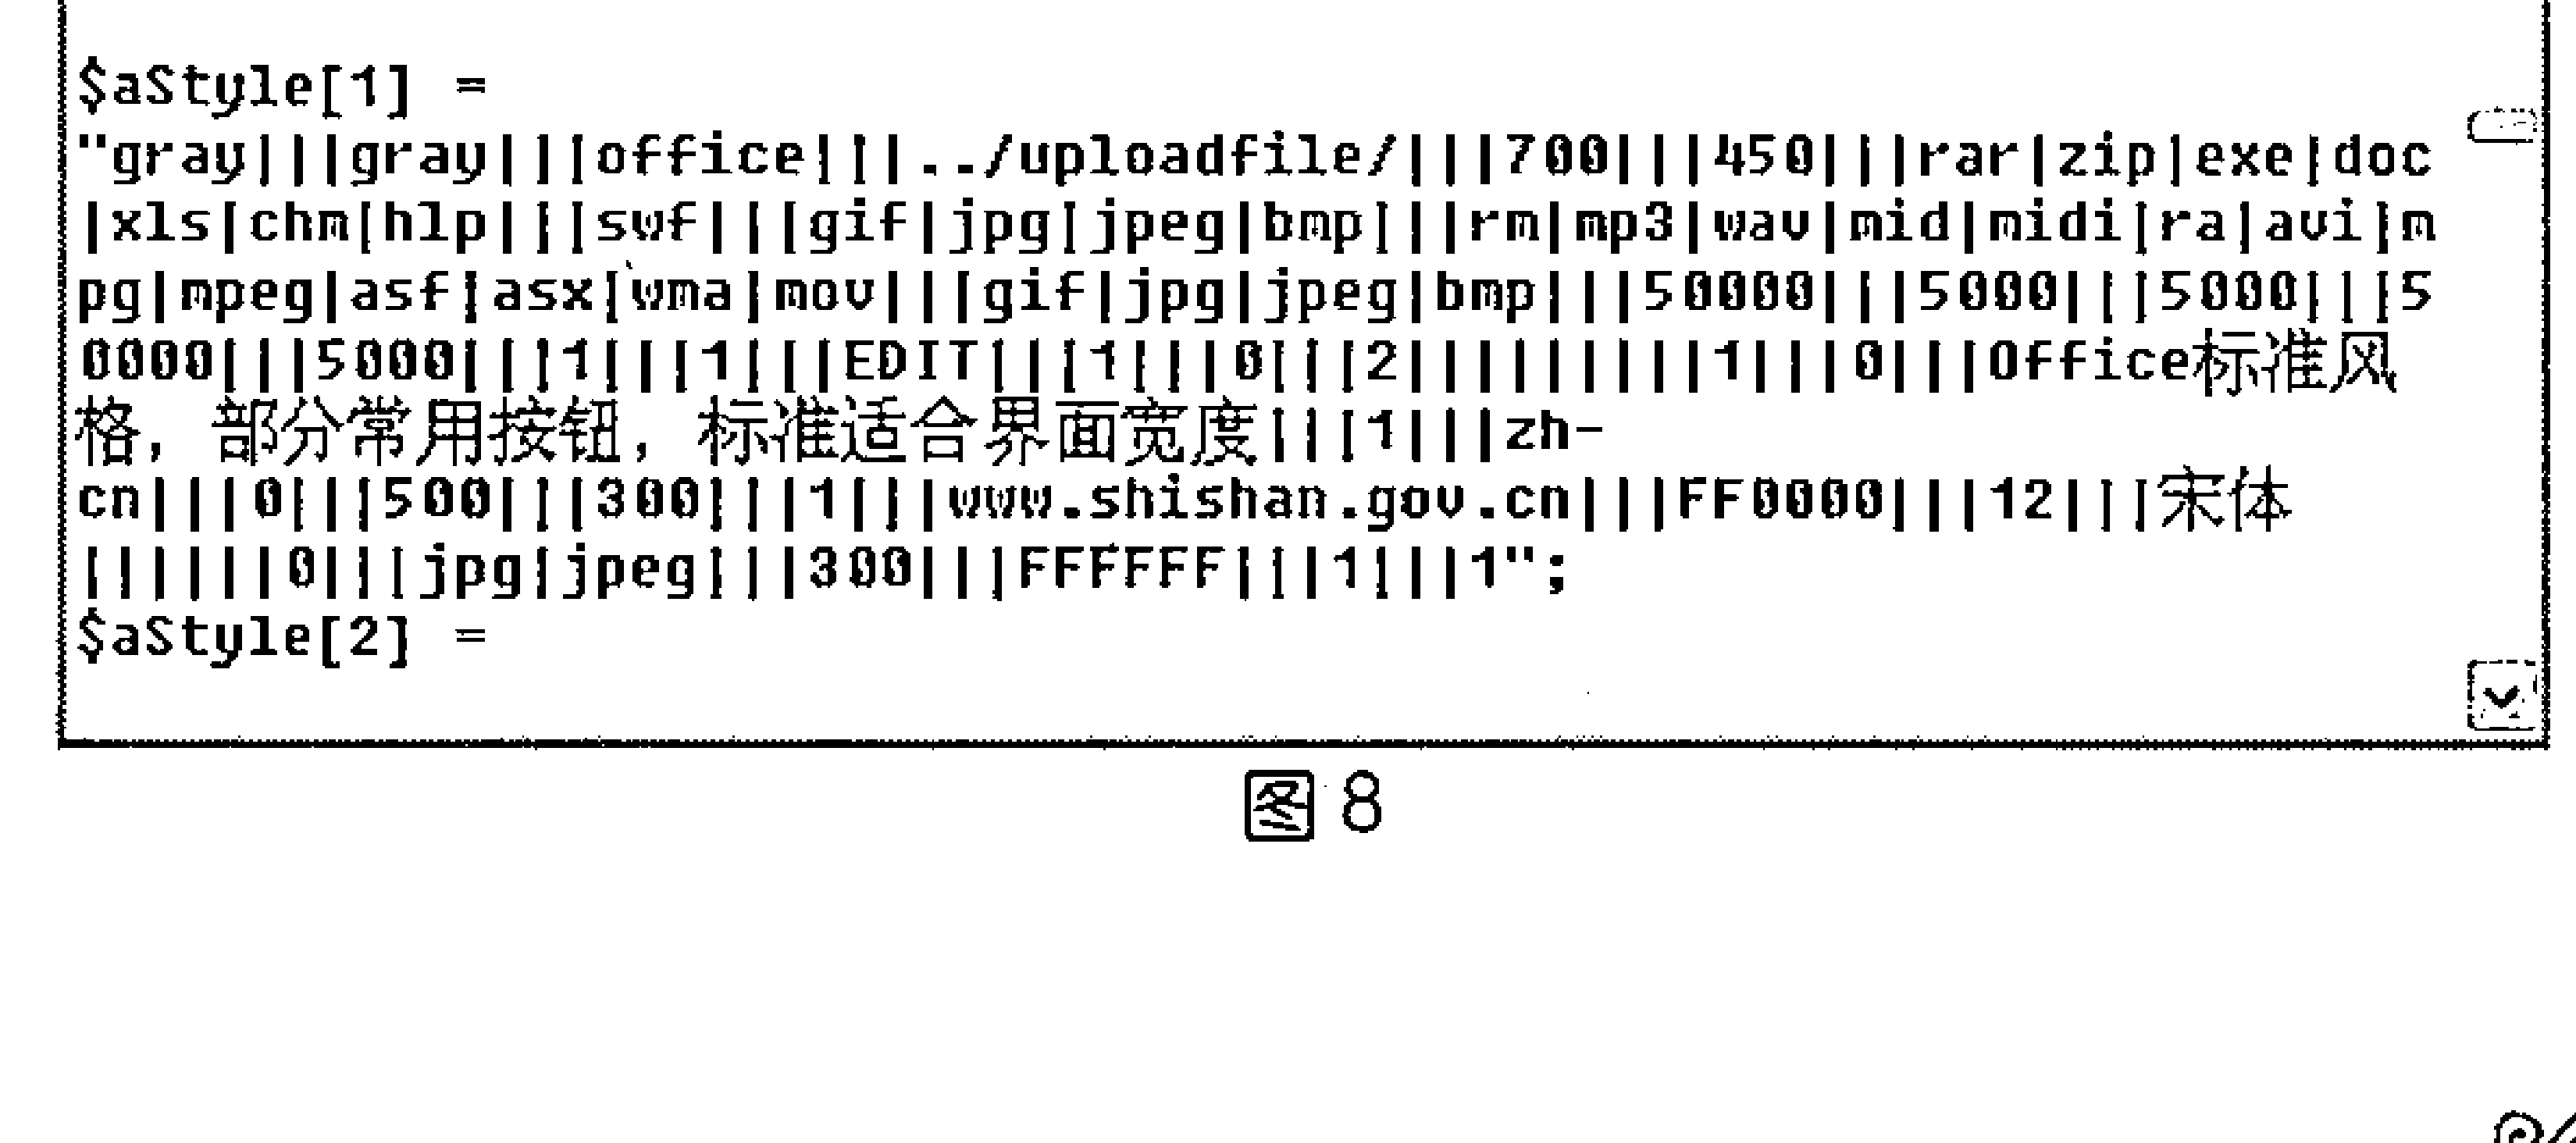 $aStyle[1] =
"gray|||gray|||office|||../uploadfile/|||700|||450|||rar|zip|exe|doc
|xls|chm|hlp|||swf|||gif|jpg|jpeg|bmp|||rm|mp3|wav|mid|midi|ra|avi|m
pg|mpeg|asf|asx|wma|mov|||gif|jpg|jpeg|bmp|||50000|||5000|||5000|||5
0000|||5000|||1|||1|||EDIT|||1|||0|||2|||||||||1|||0|||Office标准风
格，部分常用按钮，标准适合界面宽度|||1|||zh-
cn|||0|||500|||300|||1|||www.shishan.gov.cn|||FF0000|||12|||宋体
||||||0|||jpg|jpeg|||300|||FFFFFF|||1|||1";
$aStyle[2] =
图 8